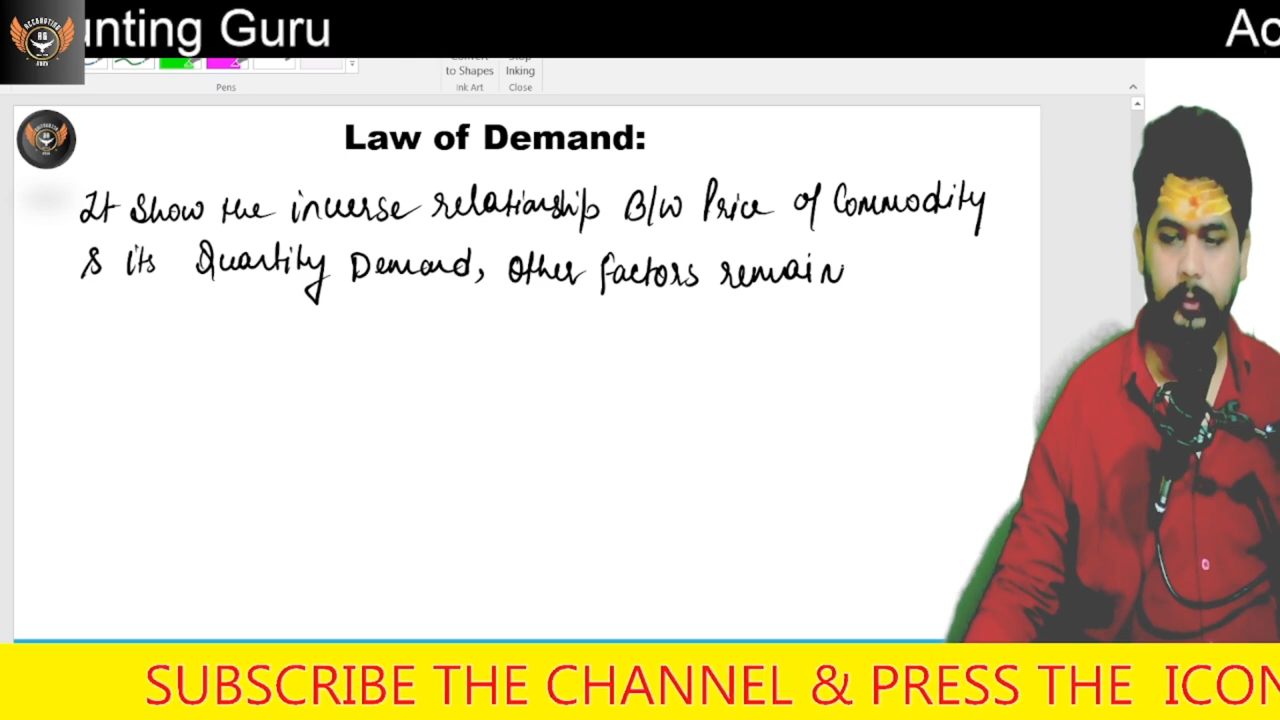 unting Guru
Ac
Convert Stop
to Shapes Inking
Pens Ink Art Close
Law of Demand:
It Show the inverse relationship B/W Price of Commodity
& its Quantity Demand, other factors remain
SUBSCRIBE THE CHANNEL & PRESS THE ICON